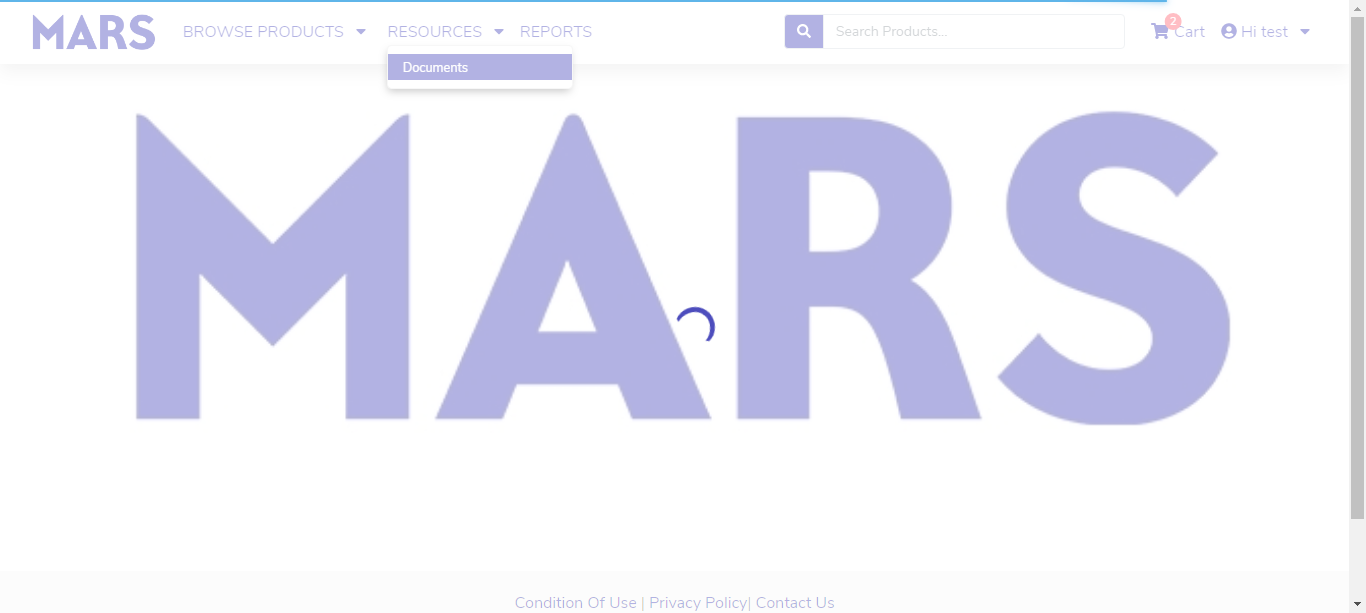 MARS BROWSE PRODUCTS RESOURCES REPORTS Search Products... 2 Cart Hi test
Documents
MARS
Condition Of Use | Privacy Policy| Contact Us